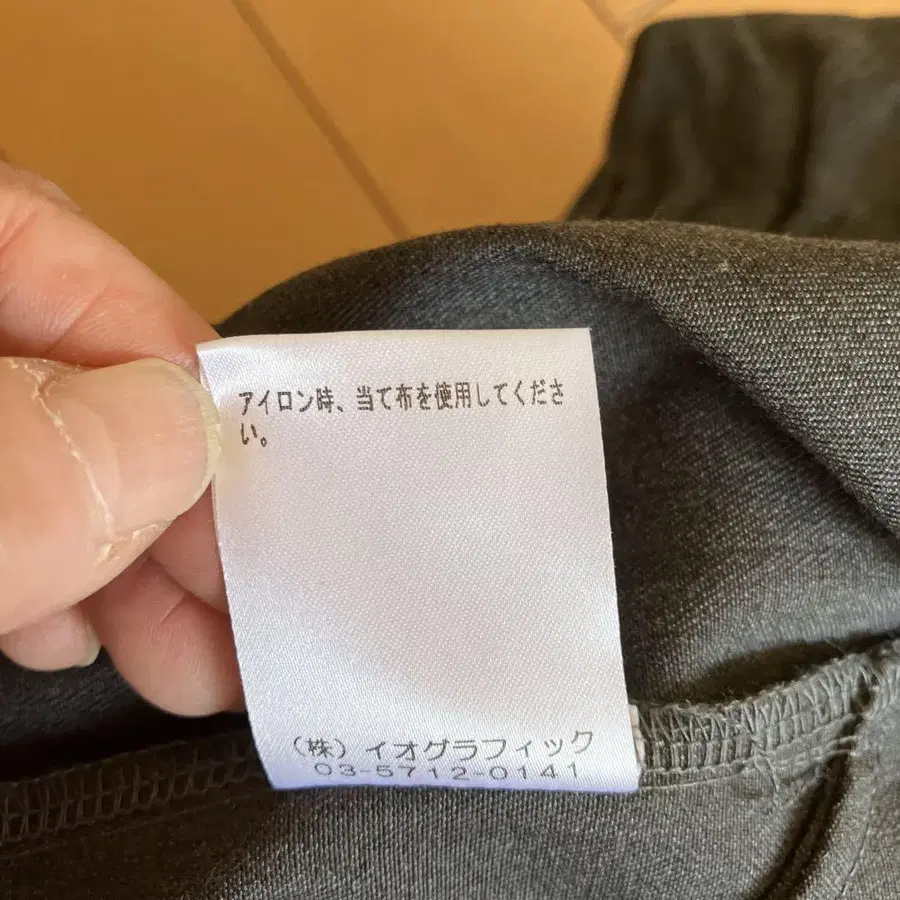 アイロン時、当て布を使用してくださ
い。
（株）イオグラフィック
03-5712-0141